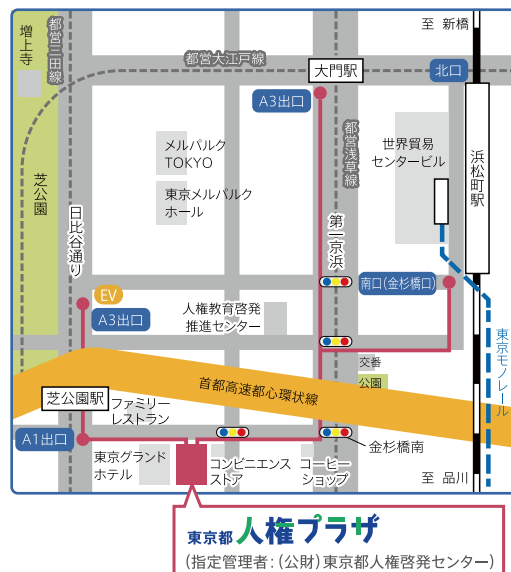 至 新橋
増上寺
都営三田線
都営大江戸線
大門駅
北口
A3出口
都営浅草線
メルパルク
TOKYO
世界貿易
センタービル
浜松町駅
芝公園
東京メルパルク
ホール
日比谷通り
第一京浜
EV
A3出口
南口(金杉橋口)
人権教育啓発
推進センター
東京モノレール
交番
公園
首都高速都心環状線
芝公園駅
ファミリー
レストラン
A1出口
金杉橋南
東京グランド
ホテル
コンビニエンス
ストア
コーヒー
ショップ
至 品川
東京都 人権プラザ
(指定管理者:(公財)東京都人権啓発センター)